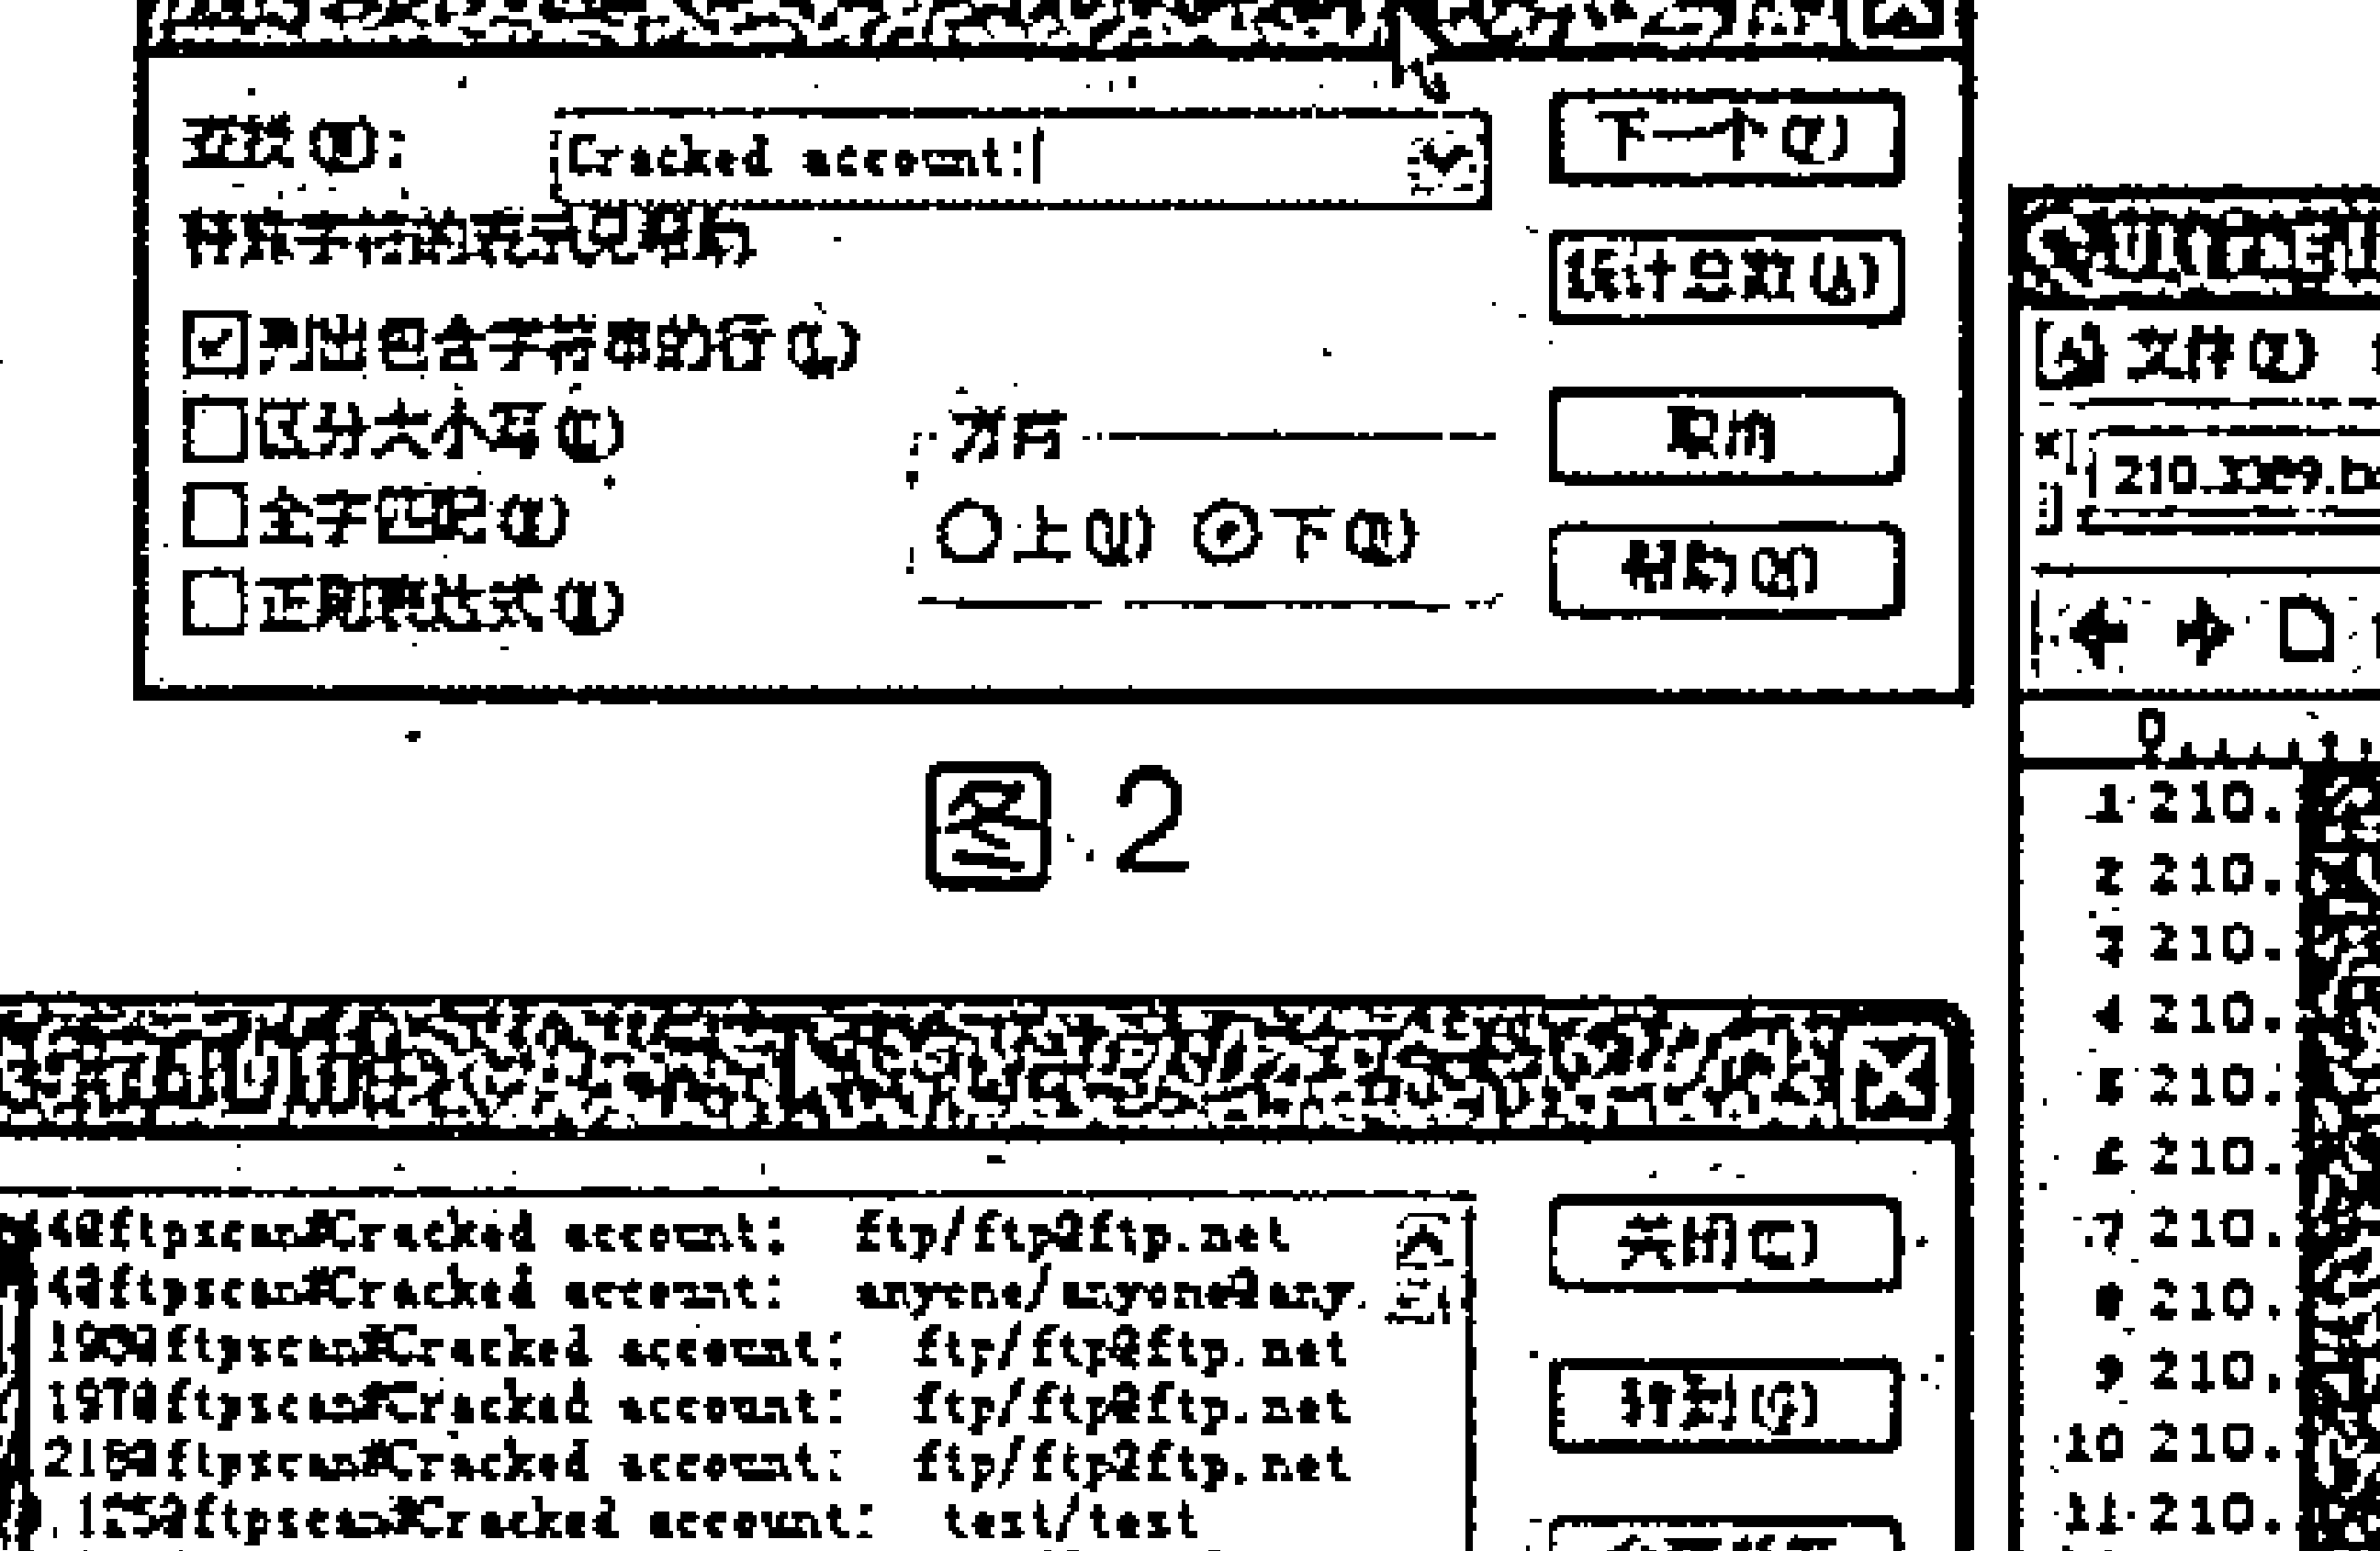 查找(N):
Cracked account:
下一个(F)
特殊字符的表示见帮助
统计总数(A)
列出包含字符串的行(L)
区分大小写(C)
方向
取消
全字匹配(W)
上(U)
下(D)
帮助(H)
正则表达式(X)
图 2
ftpscan#Cracked account: ftp/ftp@ftp.net
ftpscan#Cracked account: anyone/anyone@any.
ftpscan#Cracked account: ftp/ftp@ftp.net
ftpscan#Cracked account: ftp/ftp@ftp.net
ftpscan#Cracked account: ftp/ftp@ftp.net
ftpscan#Cracked account: test/test
关闭(C)
转到(G)
文件(F)
1 210.
2 210.
3 210.
4 210.
5 210.
6 210.
7 210.
8 210.
9 210.
10 210.
11 210.